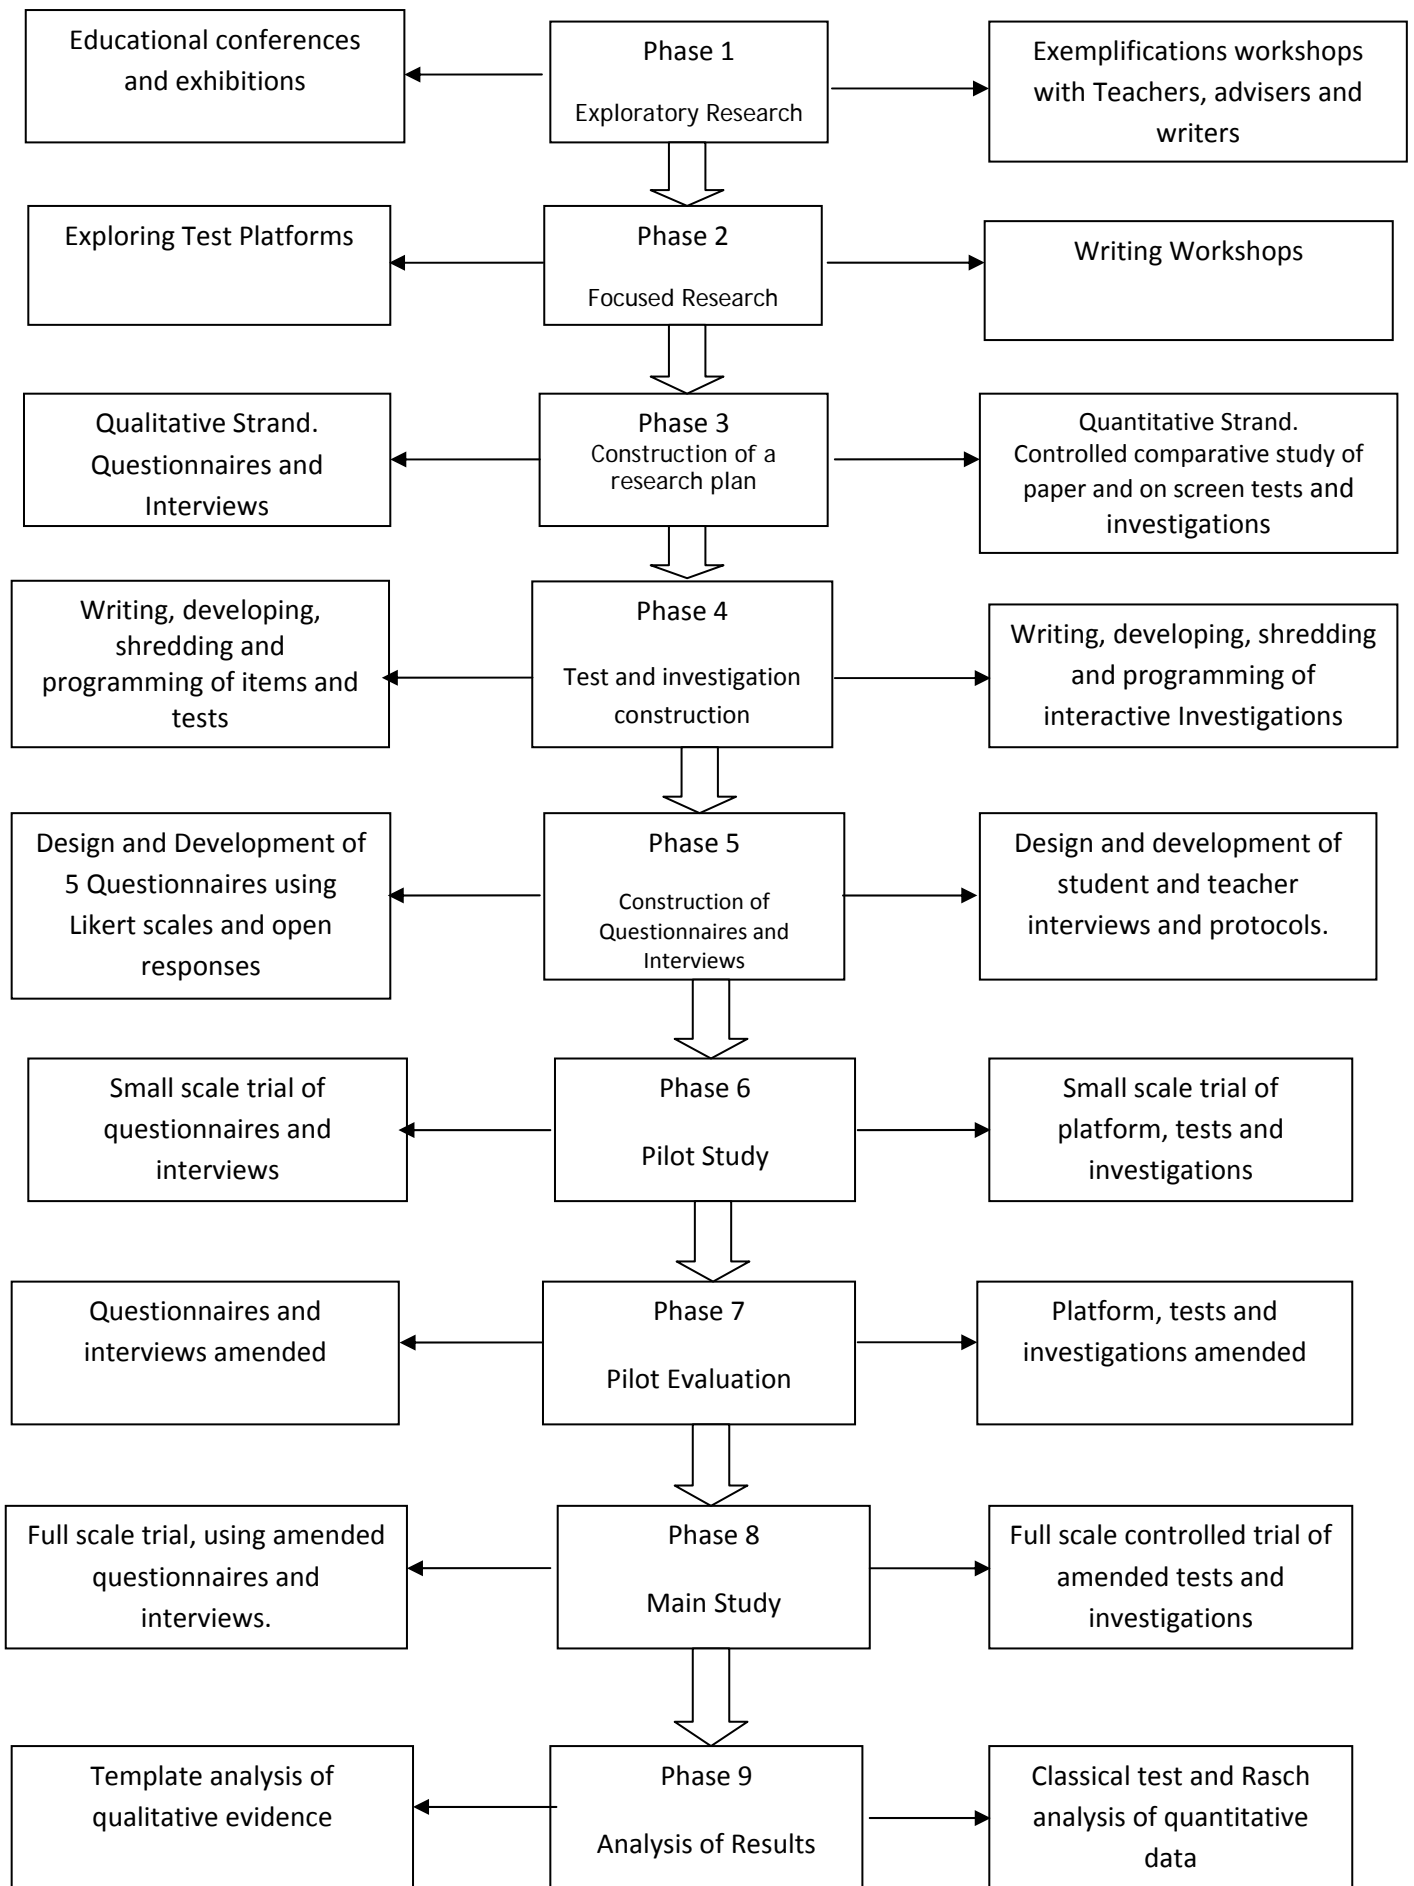 Educational conferences
and exhibitions
Phase 1
Exploratory Research
Exemplifications workshops
with Teachers, advisers and
writers
Exploring Test Platforms
Phase 2
Focused Research
Writing Workshops
Qualitative Strand.
Questionnaires and
Interviews
Phase 3
Construction of a
research plan
Quantitative Strand.
Controlled comparative study of
paper and on screen tests and
investigations
Writing, developing,
shredding and
programming of items and
tests
Phase 4
Test and investigation
construction
Writing, developing, shredding
and programming of
interactive Investigations
Design and Development of
5 Questionnaires using
Likert scales and open
responses
Phase 5
Construction of
Questionnaires and
Interviews
Design and development of
student and teacher
interviews and protocols.
Small scale trial of
questionnaires and
interviews
Phase 6
Pilot Study
Small scale trial of
platform, tests and
investigations
Questionnaires and
interviews amended
Phase 7
Pilot Evaluation
Platform, tests and
investigations amended
Full scale trial, using amended
questionnaires and
interviews.
Phase 8
Main Study
Full scale controlled trial of
amended tests and
investigations
Template analysis of
qualitative evidence
Phase 9
Analysis of Results
Classical test and Rasch
analysis of quantitative
data